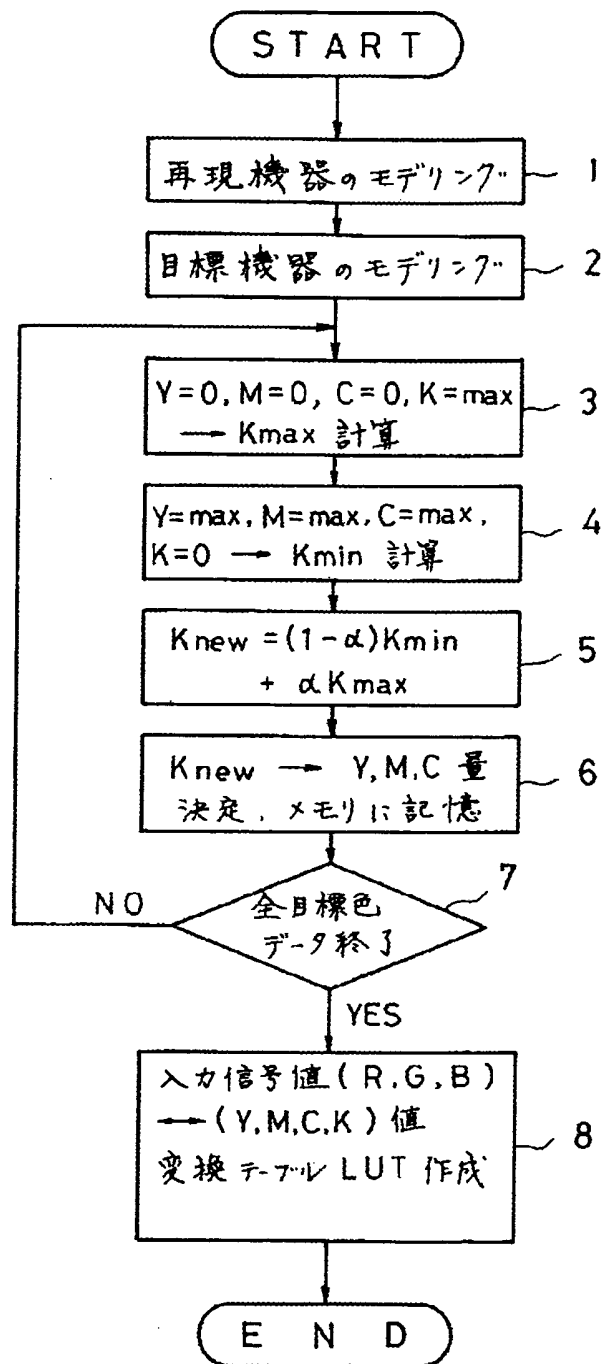 START
再現機器のモデリング
1
目標機器のモデリング
2
Y=0, M=0, C=0, K=max
→ Kmax 計算
3
Y=max, M=max, C=max,
K=0 → Kmin 計算
4
Knew =(1-α)Kmin
+ αKmax
5
Knew → Y,M,C 量
決定、メモリに記憶
6
全目標色
データ終了
7
NO
YES
入力信号値(R,G,B)
↔(Y,M,C,K)値
変換テーブルLUT作成
8
END